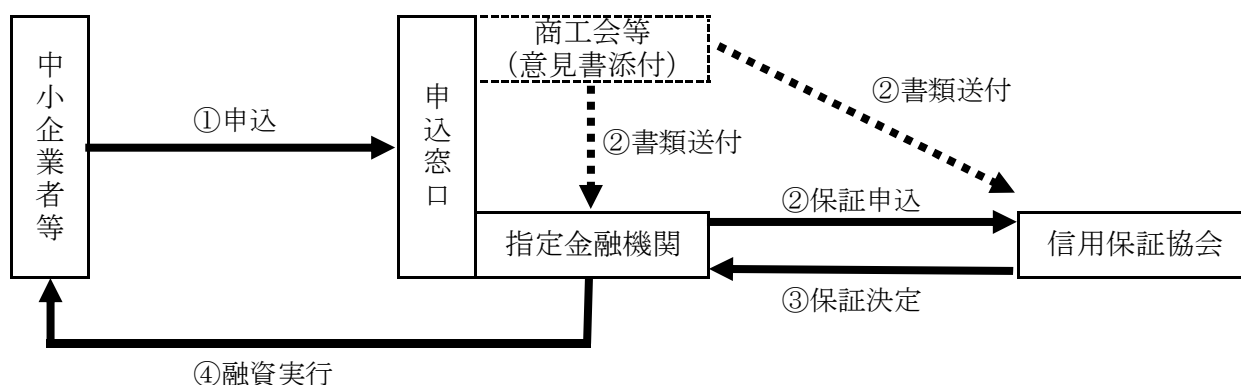 中小企業者等
①申込
申込窓口
商工会等
(意見書添付)
②書類送付
②書類送付
指定金融機関
②保証申込
信用保証協会
③保証決定
④融資実行